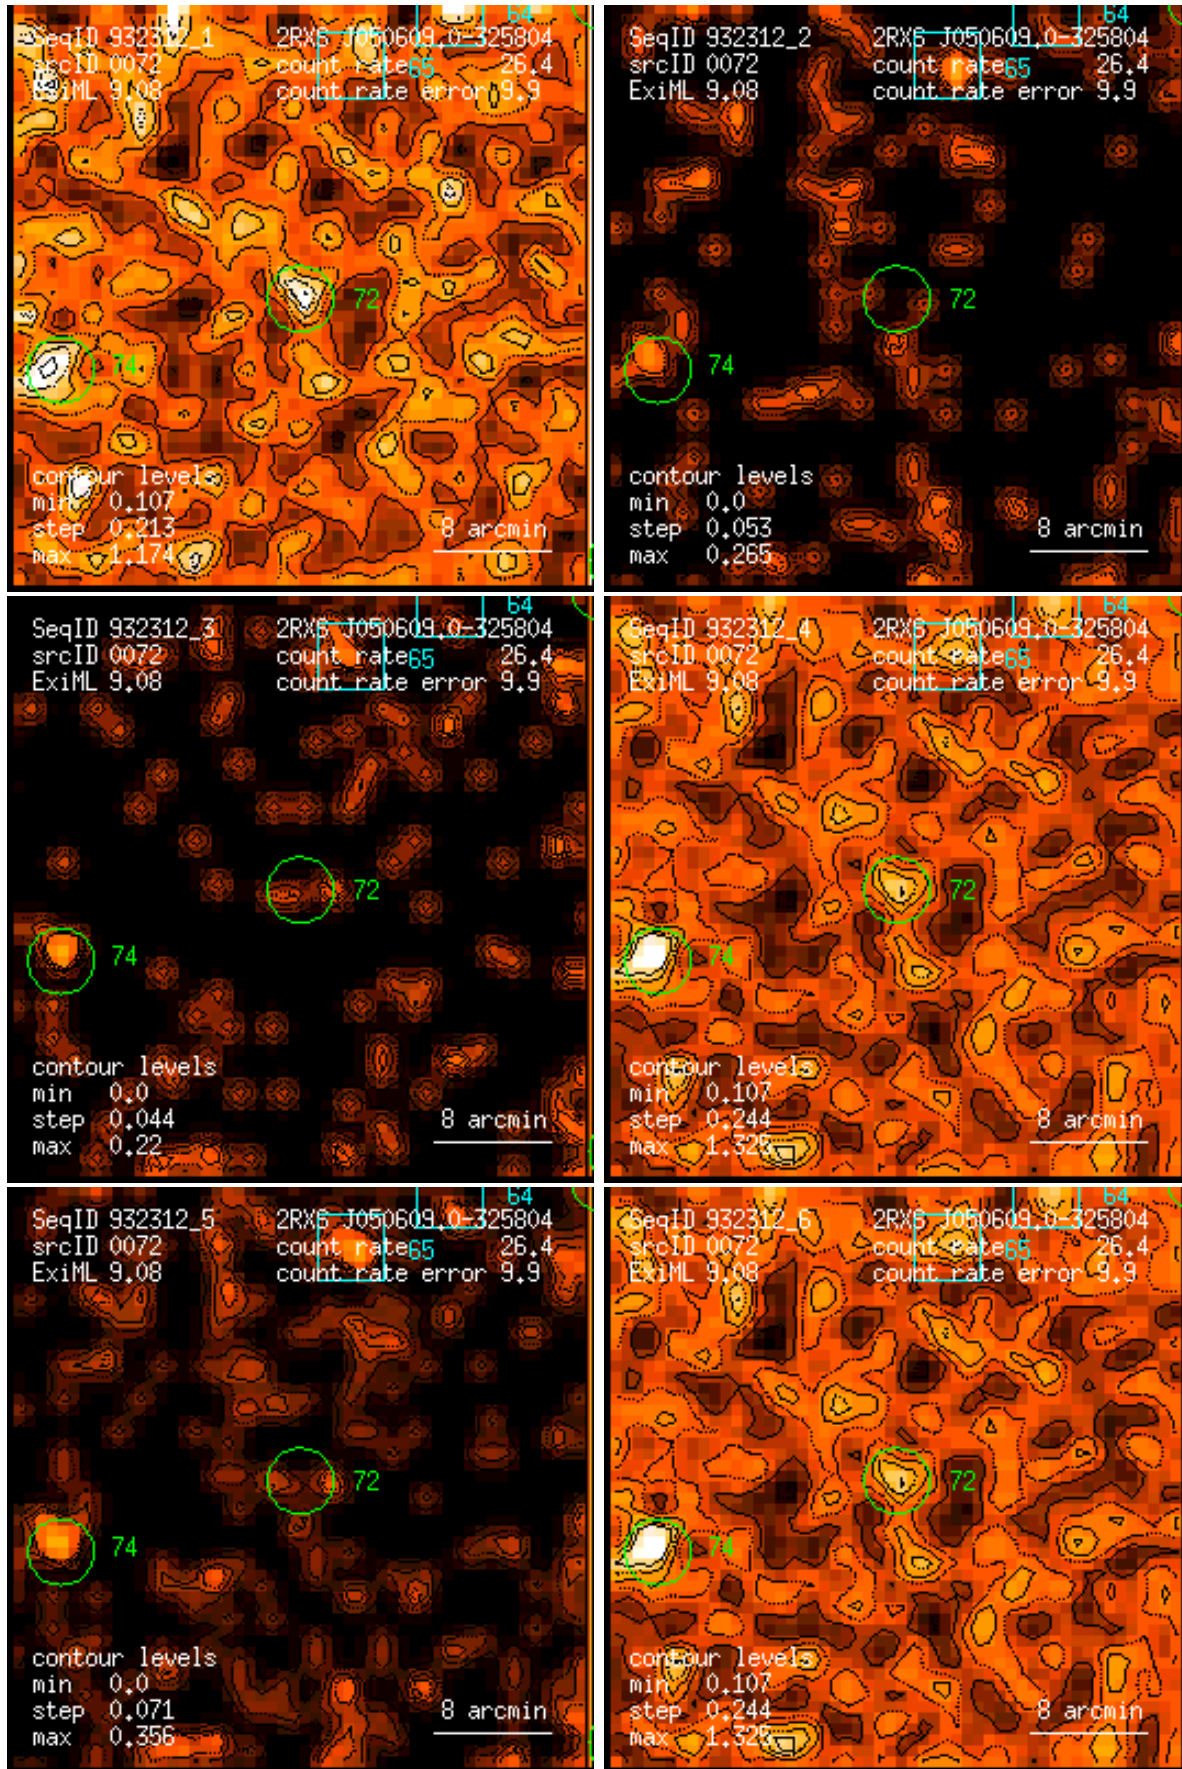 64
SeqID 932312_1 2RXS J050609.0-325804
srcID 0072 count rate 65 26.4
ExiML 9.08 count rate error 9.9
72
74
contour levels
min 0.107
step 0.213 8 arcmin
max 1.174
64
SeqID 932312_2 2RXS J050609.0-325804
srcID 0072 count rate 65 26.4
ExiML 9.08 count rate error 9.9
72
74
contour levels
min 0.0
step 0.053 8 arcmin
max 0.265
64
SeqID 932312_3 2RXS J050609.0-325804
srcID 0072 count rate 65 26.4
ExiML 9.08 count rate error 9.9
72
74
contour levels
min 0.0
step 0.044 8 arcmin
max 0.22
64
SeqID 932312_4 2RXS J050609.0-325804
srcID 0072 count rate 65 26.4
ExiML 9.08 count rate error 9.9
72
74
contour levels
min 0.107
step 0.244 8 arcmin
max 1.325
64
SeqID 932312_5 2RXS J050609.0-325804
srcID 0072 count rate 65 26.4
ExiML 9.08 count rate error 9.9
72
74
contour levels
min 0.0
step 0.071 8 arcmin
max 0.356
64
SeqID 932312_6 2RXS J050609.0-325804
srcID 0072 count rate 65 26.4
ExiML 9.08 count rate error 9.9
72
74
contour levels
min 0.107
step 0.244 8 arcmin
max 1.325